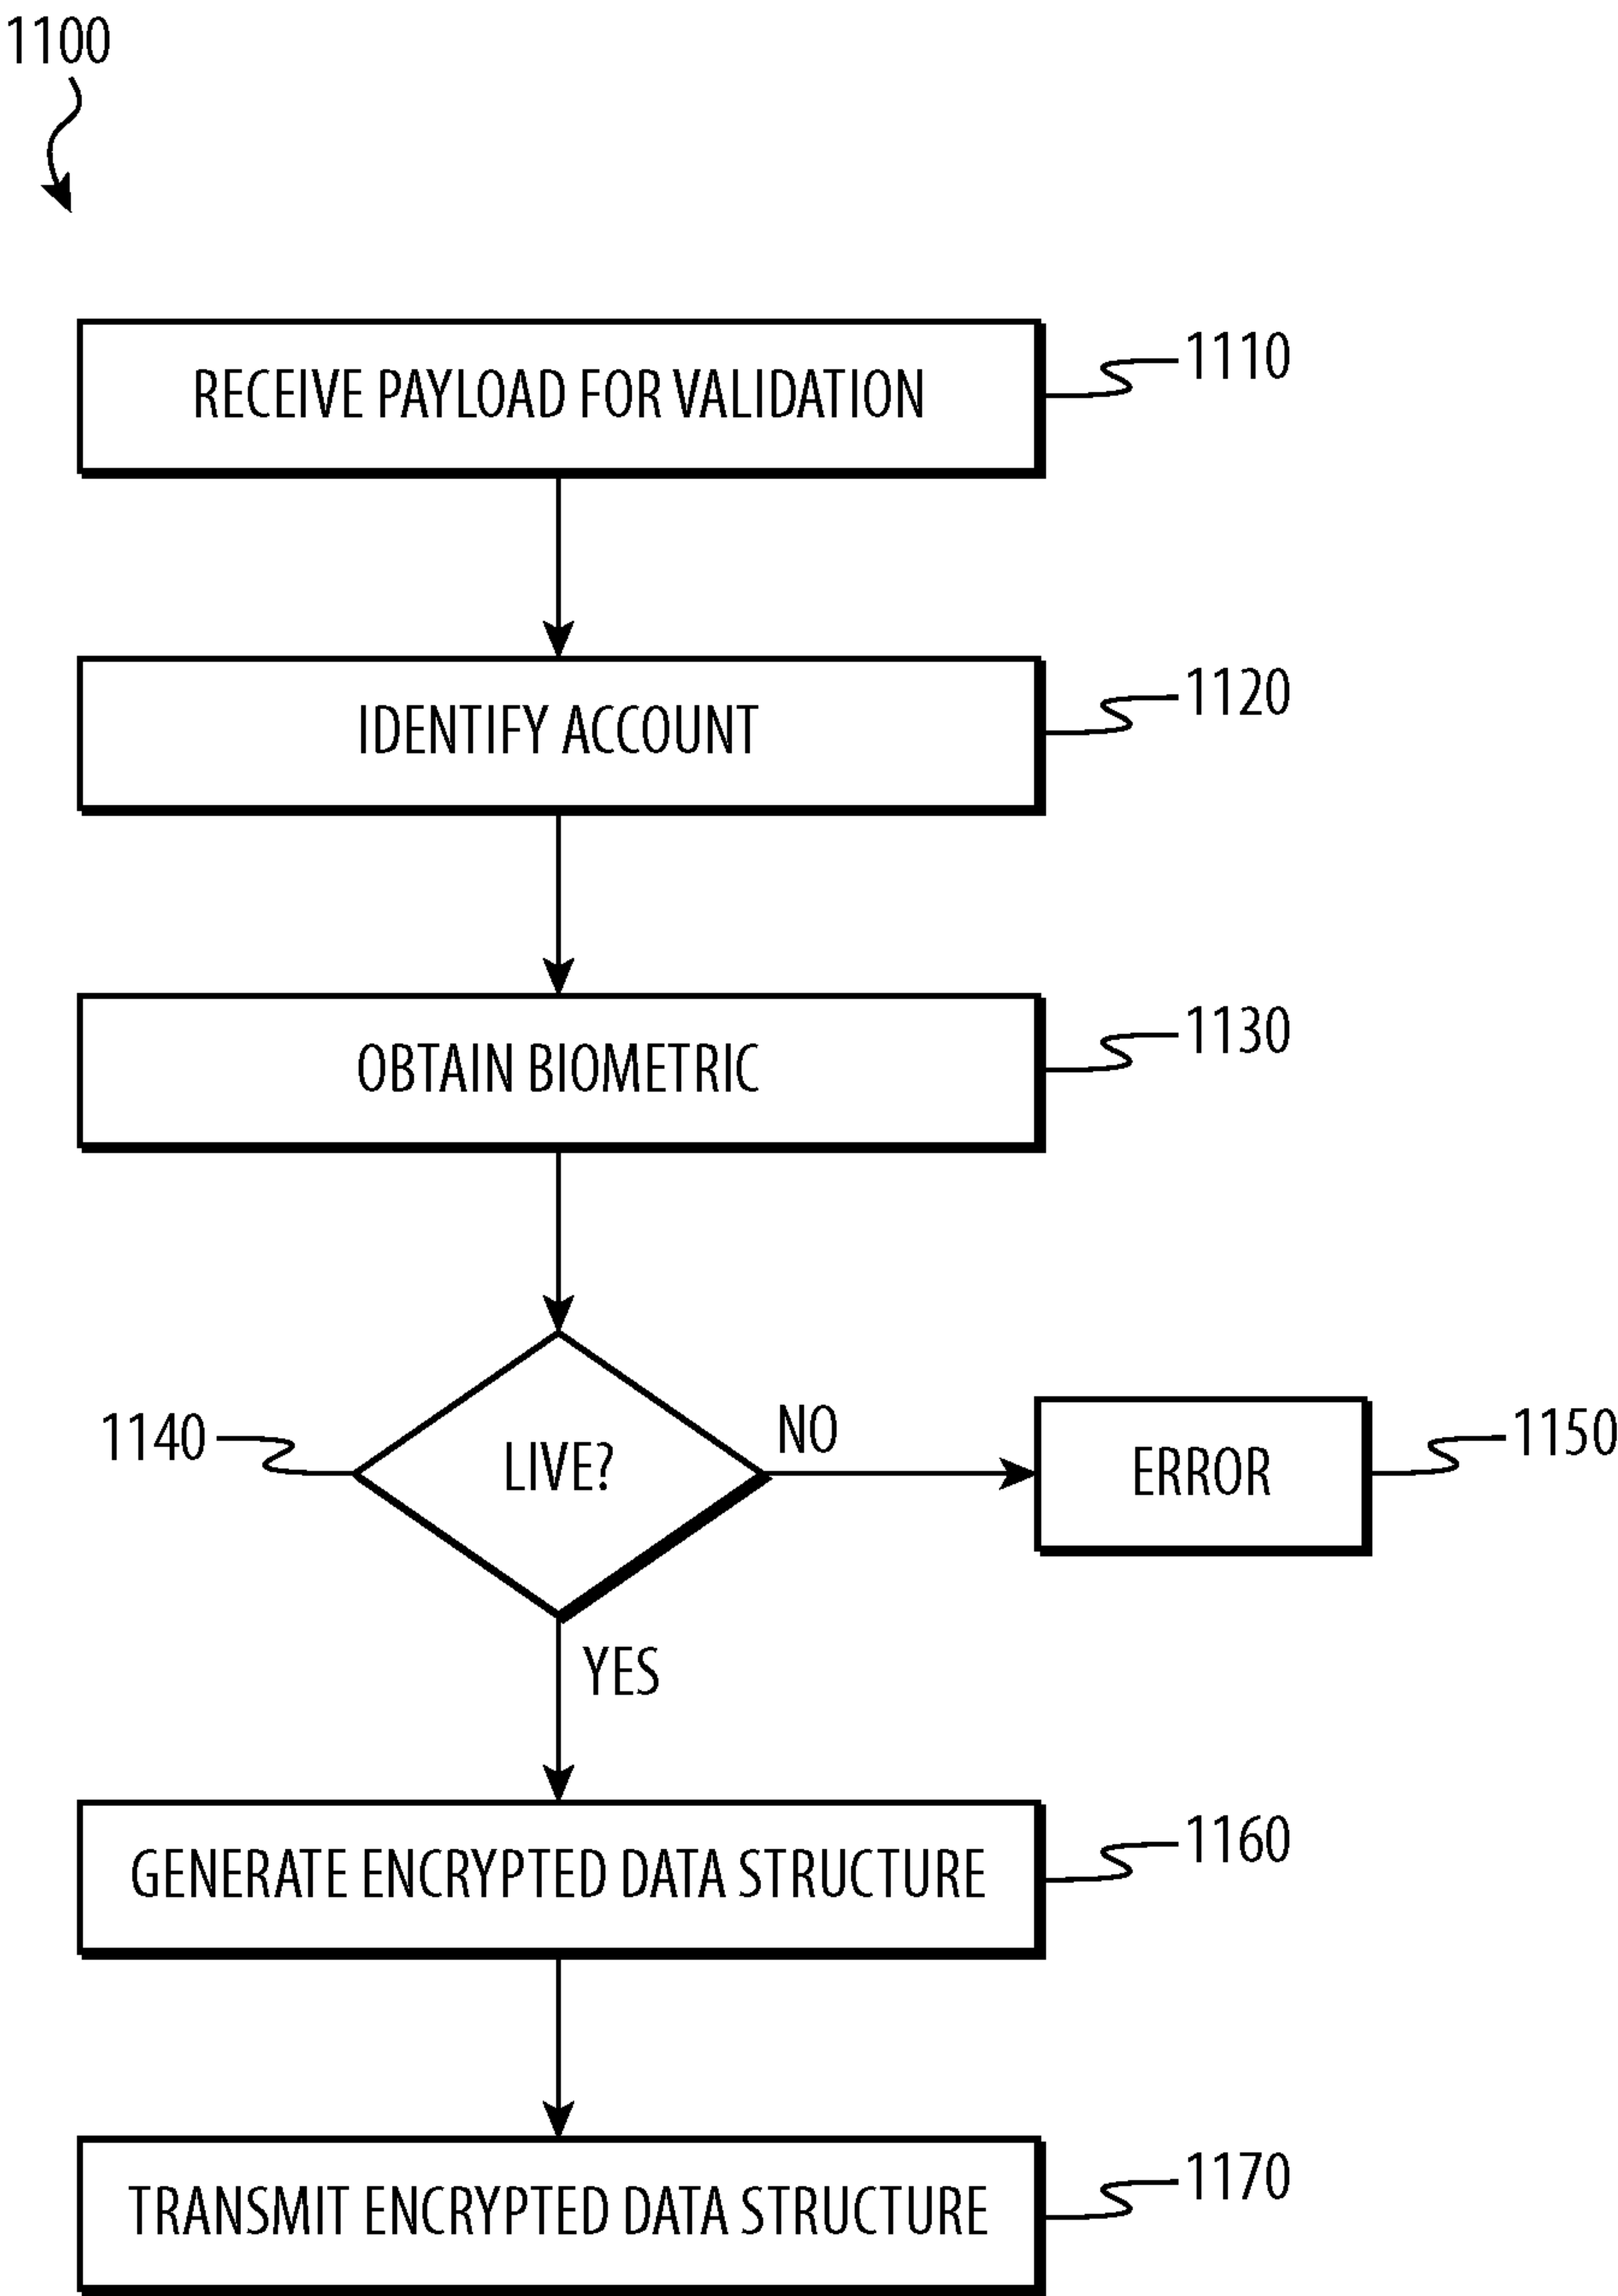 1100
RECEIVE PAYLOAD FOR VALIDATION
1110
IDENTIFY ACCOUNT
1120
OBTAIN BIOMETRIC
1130
1140
LIVE?
NO
ERROR
1150
YES
GENERATE ENCRYPTED DATA STRUCTURE
1160
TRANSMIT ENCRYPTED DATA STRUCTURE
1170